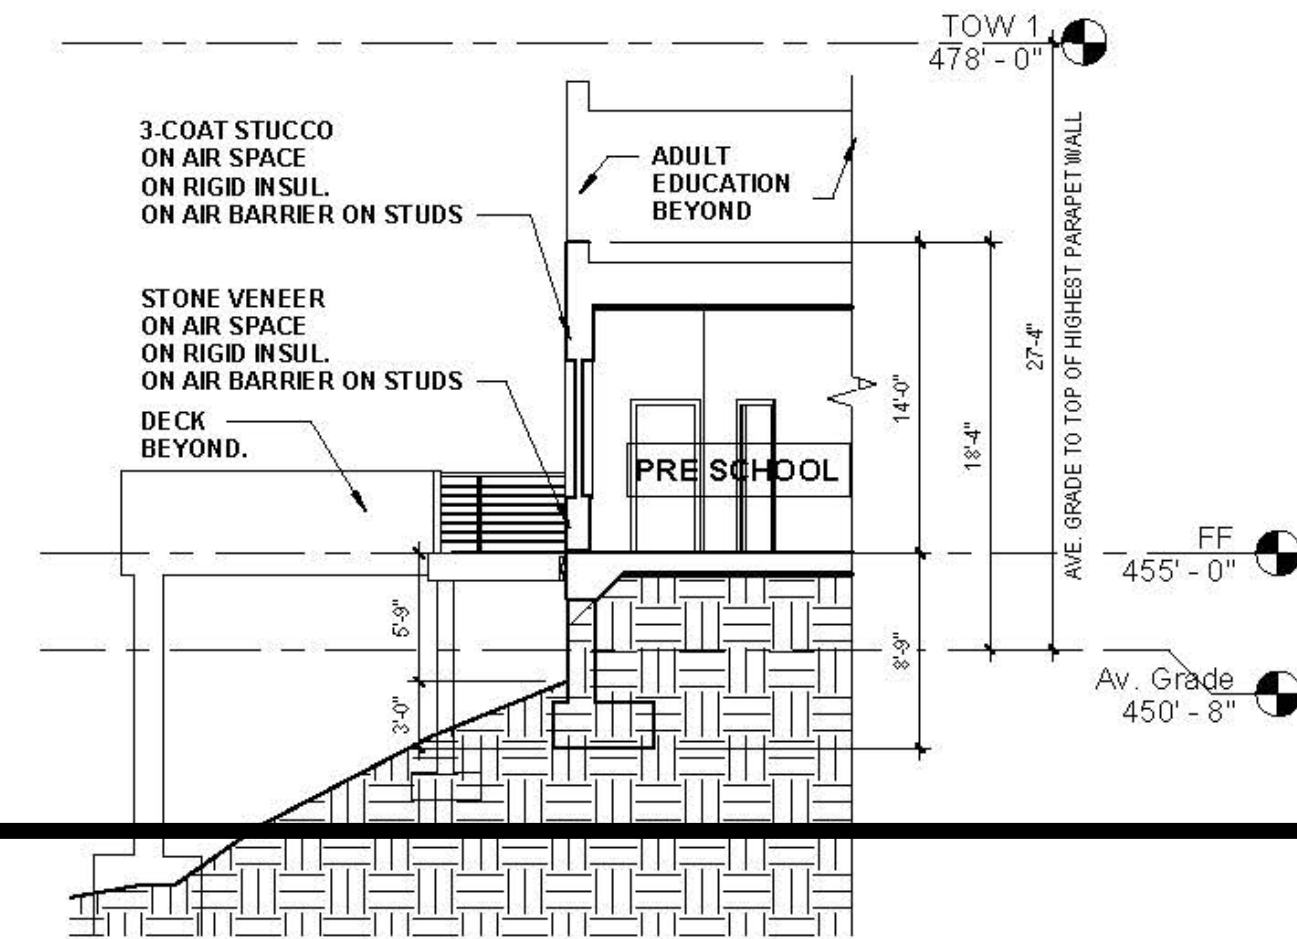 TOW 1
478' - 0"
3-COAT STUCCO
ON AIR SPACE
ON RIGID INSUL.
ON AIR BARRIER ON STUDS
ADULT
EDUCATION
BEYOND
STONE VENEER
ON AIR SPACE
ON RIGID INSUL.
ON AIR BARRIER ON STUDS
DECK
BEYOND.
PRE SCHOOL
14'-0"
18'-4"
27'-4"
AVE. GRADE TO TOP OF HIGHEST PARAPET WALL
FF
455' - 0"
5'-9"
3'-0"
8'-9"
Av. Grade
450' - 8"